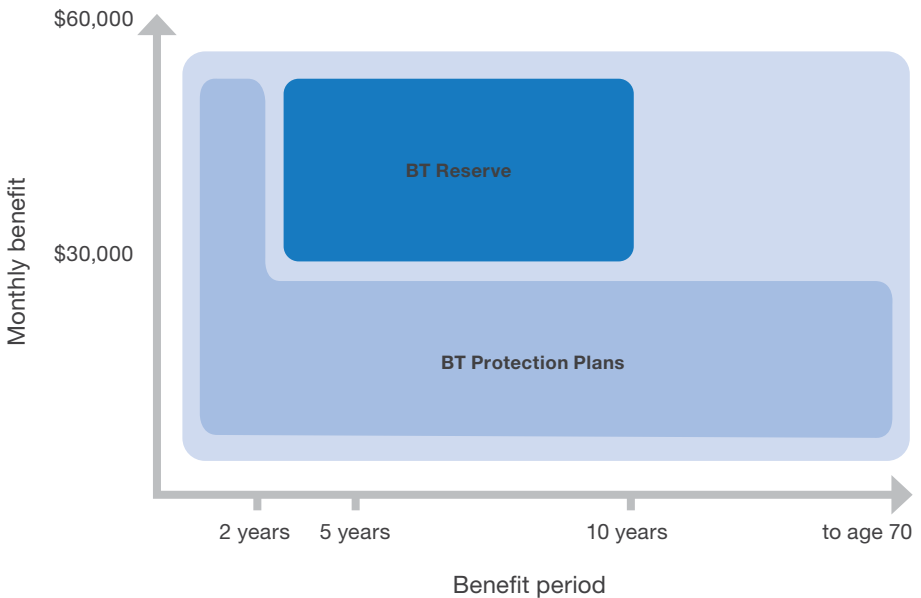 $60,000
Monthly benefit
$30,000
BT Reserve
BT Protection Plans
2 years
5 years
10 years
to age 70
Benefit period